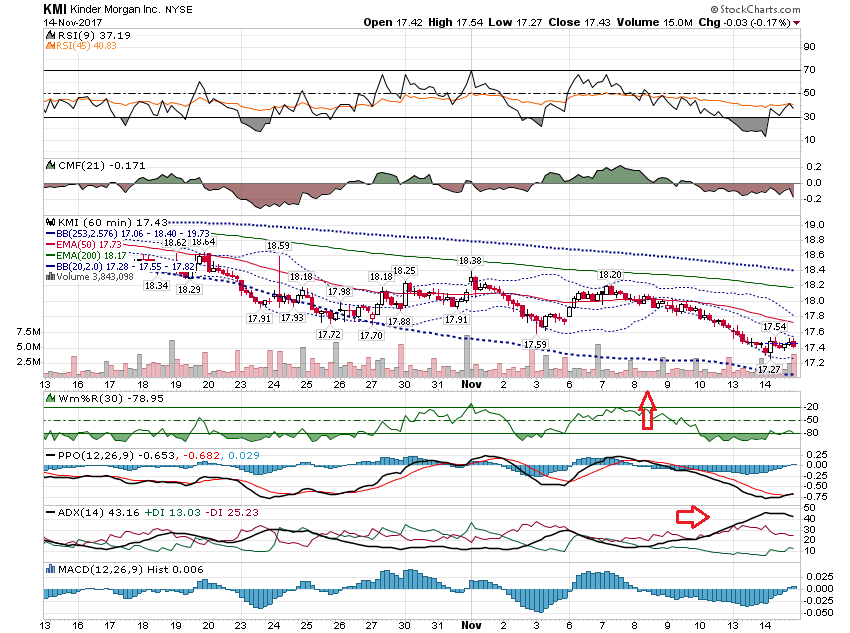 KMI Kinder Morgan Inc. NYSE © StockCharts.com
14-Nov-2017 Open 17.42 High 17.54 Low 17.27 Close 17.43 Volume 15.0M Chg -0.03 (-0.17%)
RSI(9) 37.19
RSI(45) 40.83
90
70
50
30
10
CMF(21) -0.171
0.2
0.0
-0.2
KMI (60 min) 17.43
BB(253,2.576) 17.06 - 18.40 - 19.73
EMA(50) 17.73
EMA(200) 18.17
BB(20,2.0) 17.28 - 17.55 - 17.82
Volume 3,843,098
19.0
18.8
18.6
18.4
18.2
18.0
17.8
17.6
17.4
17.2
7.5M
5.0M
2.5M
18.62 18.64 18.59
18.34 18.29
17.91
18.18
17.93
17.72
17.98
17.70
18.18
17.88
18.25
17.91
18.38
17.59
18.20
17.54
17.27
13 16 17 18 19 20 23 24 25 26 27 30 31 Nov 2 3 6 7 8 9 10 13 14
Wm%R(30) -78.95
-20
-50
-80
PPO(12,26,9) -0.653, -0.682, 0.029
0.25
0.00
-0.25
-0.50
-0.75
ADX(14) 43.16 +DI 13.03 -DI 25.23
50
40
30
20
10
MACD(12,26,9) Hist 0.006
0.025
0.000
-0.025
-0.050
13 16 17 18 19 20 23 24 25 26 27 30 31 Nov 2 3 6 7 8 9 10 13 14